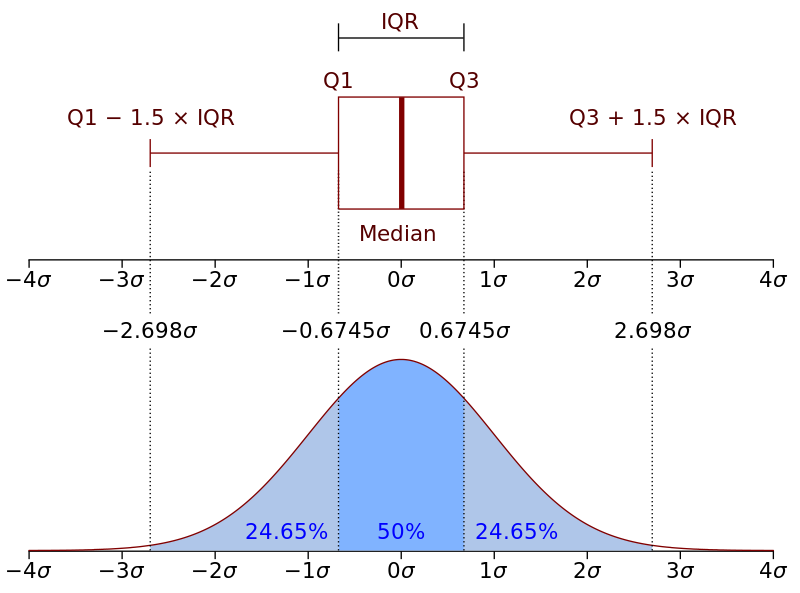 IQR
Q1 Q3
Q1 − 1.5 × IQR Q3 + 1.5 × IQR
Median
−4σ −3σ −2σ −1σ 0σ 1σ 2σ 3σ 4σ
−2.698σ −0.6745σ 0.6745σ 2.698σ
24.65% 50% 24.65%
−4σ −3σ −2σ −1σ 0σ 1σ 2σ 3σ 4σ